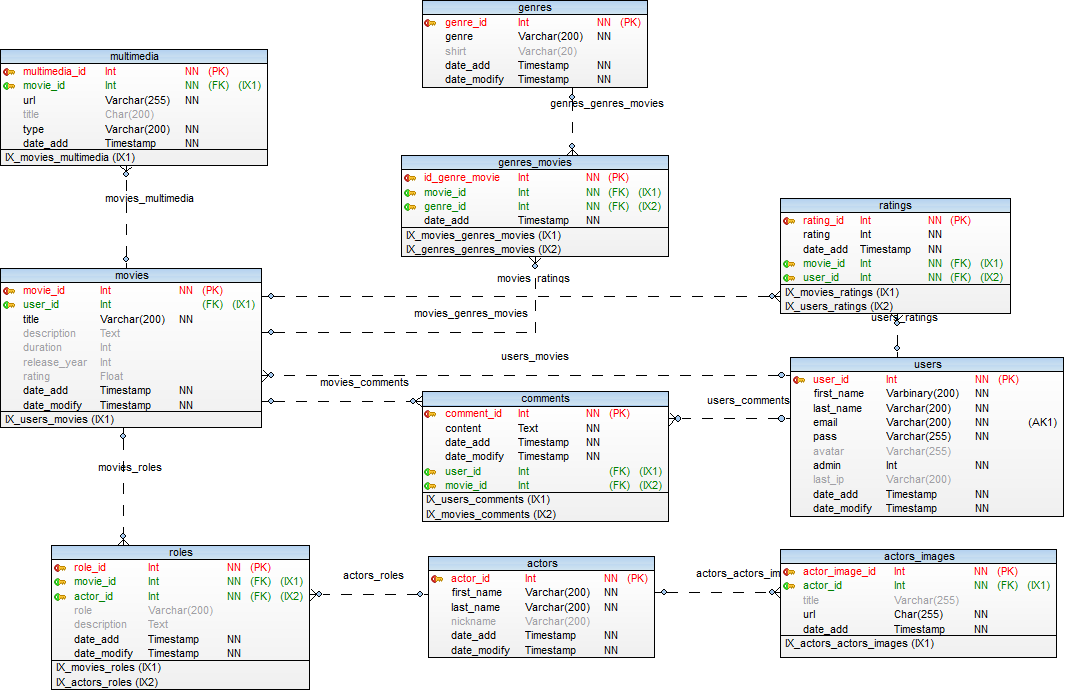 genres
genre_id Int NN (PK)
genre Varchar(200) NN
shirt Varchar(20)
date_add Timestamp NN
date_modify Timestamp NN
genres_genres_movies
multimedia
multimedia_id Int NN (PK)
movie_id Int NN (FK) (IX1)
url Varchar(255) NN
title Char(200)
type Varchar(200) NN
date_add Timestamp NN
IX_movies_multimedia (IX1)
movies_multimedia
genres_movies
id_genre_movie Int NN (PK)
movie_id Int NN (FK) (IX1)
genre_id Int NN (FK) (IX2)
date_add Timestamp NN
IX_movies_genres_movies (IX1)
IX_genres_genres_movies (IX2)
ratings
rating_id Int NN (PK)
rating Int NN
date_add Timestamp NN
movie_id Int NN (FK) (IX1)
user_id Int NN (FK) (IX2)
IX_movies_ratings (IX1)
IX_users_ratings (IX2)
users_ratings
movies_ratings
movies_genres_movies
users_movies
movies_comments
users_comments
movies
movie_id Int NN (PK)
user_id Int (FK) (IX1)
title Varchar(200) NN
description Text
duration Int
release_year Int
rating Float
date_add Timestamp NN
date_modify Timestamp NN
IX_users_movies (IX1)
movies_roles
comments
comment_id Int NN (PK)
content Text NN
date_add Timestamp NN
date_modify Timestamp NN
user_id Int (FK) (IX1)
movie_id Int (FK) (IX2)
IX_users_comments (IX1)
IX_movies_comments (IX2)
users
user_id Int NN (PK)
first_name Varbinary(200) NN
last_name Varchar(200) NN
email Varchar(200) NN (AK1)
pass Varchar(255) NN
avatar Varchar(255)
admin Int NN
last_ip Varchar(200)
date_add Timestamp NN
date_modify Timestamp NN
roles
role_id Int NN (PK)
movie_id Int NN (FK) (IX1)
actor_id Int NN (FK) (IX2)
role Varchar(200)
description Text
date_add Timestamp NN
date_modify Timestamp NN
IX_movies_roles (IX1)
IX_actors_roles (IX2)
actors_roles
actors
actor_id Int NN (PK)
first_name Varchar(200) NN
last_name Varchar(200) NN
nickname Varchar(200)
date_add Timestamp NN
date_modify Timestamp NN
actors_actors_im
actors_images
actor_image_id Int NN (PK)
actor_id Int NN (FK) (IX1)
title Varchar(255)
url Char(255) NN
date_add Timestamp NN
IX_actors_actors_images (IX1)